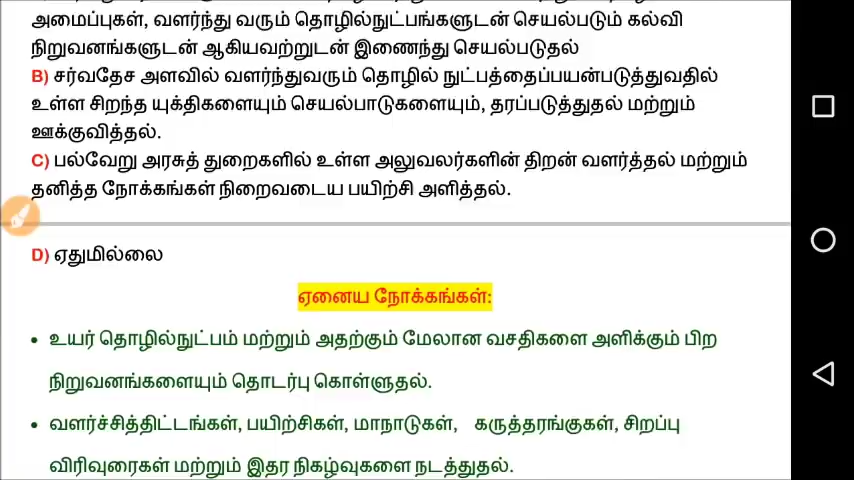 அமைப்புகள், வளர்ந்து வரும் தொழில்நுட்பங்களுடன் செயல்படும் கல்வி
நிறுவனங்களுடன் ஆகியவற்றுடன் இணைந்து செயல்படுதல்
B) சர்வதேச அளவில் வளர்ந்துவரும் தொழில் நுட்பத்தைப்பயன்படுத்துவதில்
உள்ள சிறந்த யுக்திகளையும் செயல்பாடுகளையும், தரப்படுத்துதல் மற்றும்
ஊக்குவித்தல்.
C) பல்வேறு அரசுத் துறைகளில் உள்ள அலுவலர்களின் திறன் வளர்த்தல் மற்றும்
தனித்த நோக்கங்கள் நிறைவடைய பயிற்சி அளித்தல்.
D) ஏதுமில்லை
ஏனைய நோக்கங்கள்:
• உயர் தொழில்நுட்பம் மற்றும் அதற்கும் மேலான வசதிகளை அளிக்கும் பிற
நிறுவனங்களையும் தொடர்பு கொள்ளுதல்.
• வளர்ச்சித்திட்டங்கள், பயிற்சிகள், மாநாடுகள், கருத்தரங்குகள், சிறப்பு
விரிவுரைகள் மற்றும் இதர நிகழ்வுகளை நடத்துதல்.